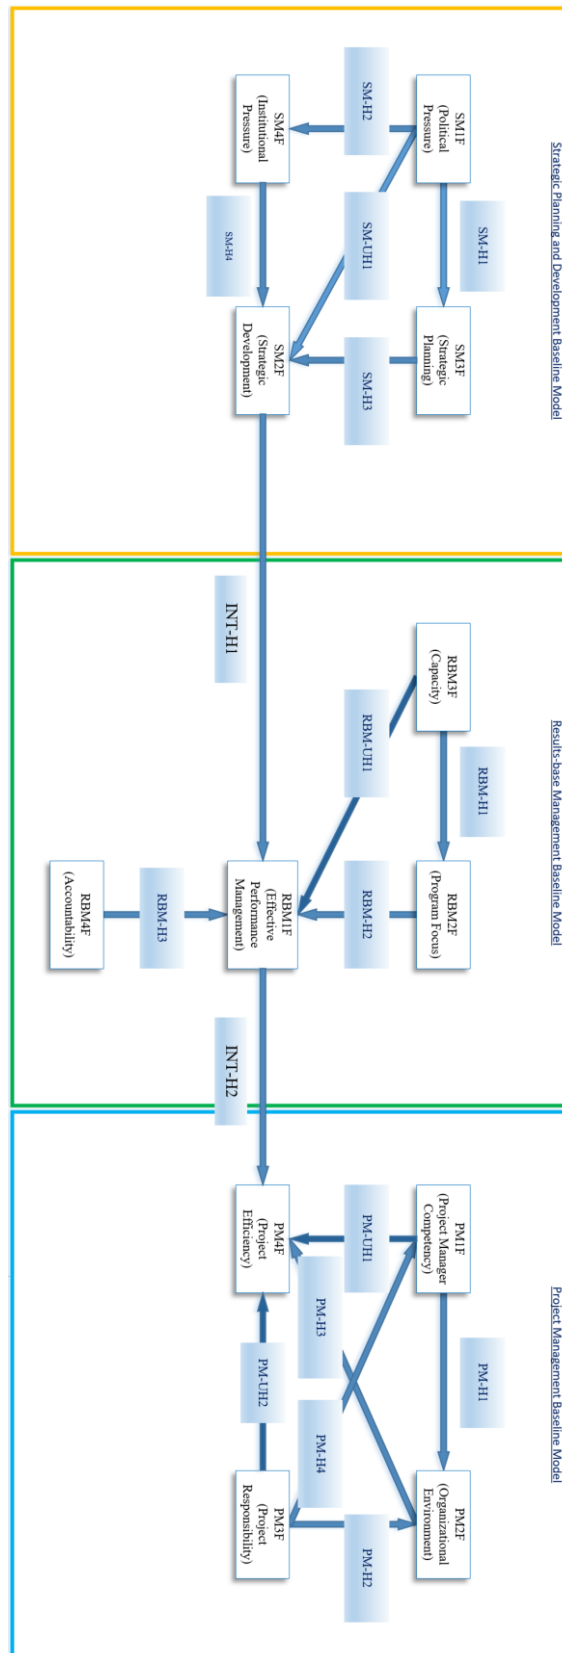 Strategic Planning and Development Baseline Model
SM1F
(Political
Pressure)
SM-H1
SM3F
(Strategic
Planning)
SM-H2
SM-UH1
SM-H3
SM4F
(Institutional
Pressure)
SM-H4
SM2F
(Strategic
Development)
INT-H1
Results-base Management Baseline Model
RBM3F
(Capacity)
RBM-H1
RBM2F
(Program Focus)
RBM-UH1
RBM-H2
RBM1F
(Effective
Performance
Management)
RBM-H3
RBM4F
(Accountability)
INT-H2
Project Management Baseline Model
PM1F
(Project Manager
Competency)
PM-H1
PM2F
(Organizational
Environment)
PM-UH1
PM-H3
PM-H4
PM-H2
PM4F
(Project
Efficiency)
PM-UH2
PM3F
(Project
Responsibility)